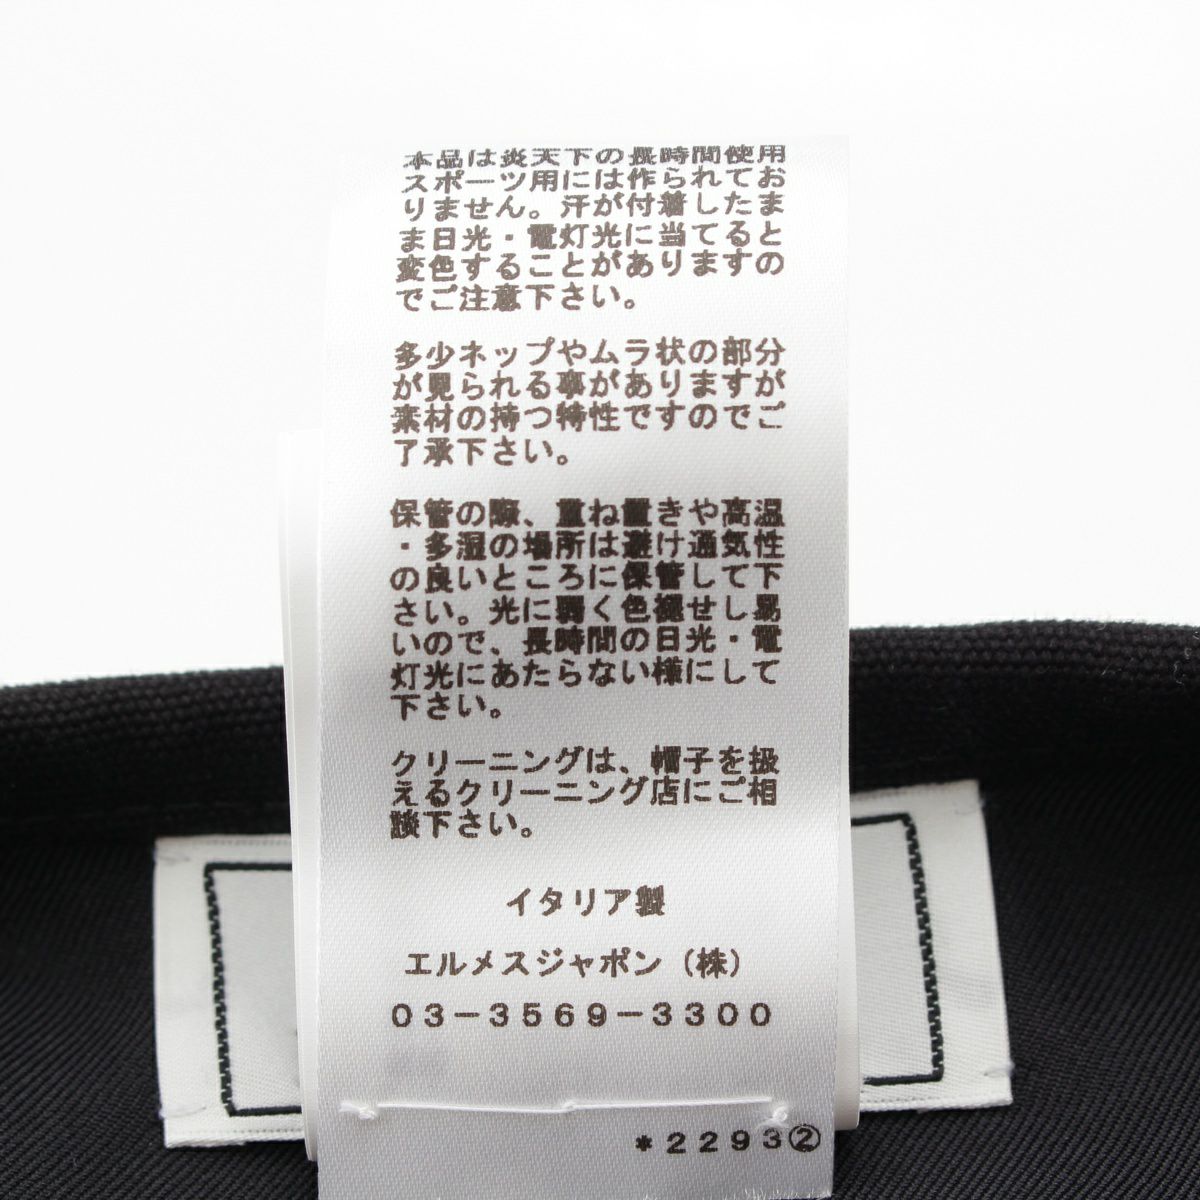 本品は炎天下の長時間使用
スポーツ用には作られてお
りません。汗が付着したま
ま日光・電灯光に当てると
変色することがありますの
でご注意下さい。
多少ネップやムラ状の部分
が見られる事がありますが
素材の持つ特性ですのでご
了承下さい。
保管の際、重ね置きや高温
・多湿の場所は避け通気性
の良いところに保管して下
さい。光に弱く色褪せし易
いので、長時間の日光・電
灯光にあたらない様にして
下さい。
クリーニングは、帽子を扱
えるクリーニング店にご相
談下さい。
イタリア製
エルメスジャポン（株）
03-3569-3300
*2293②